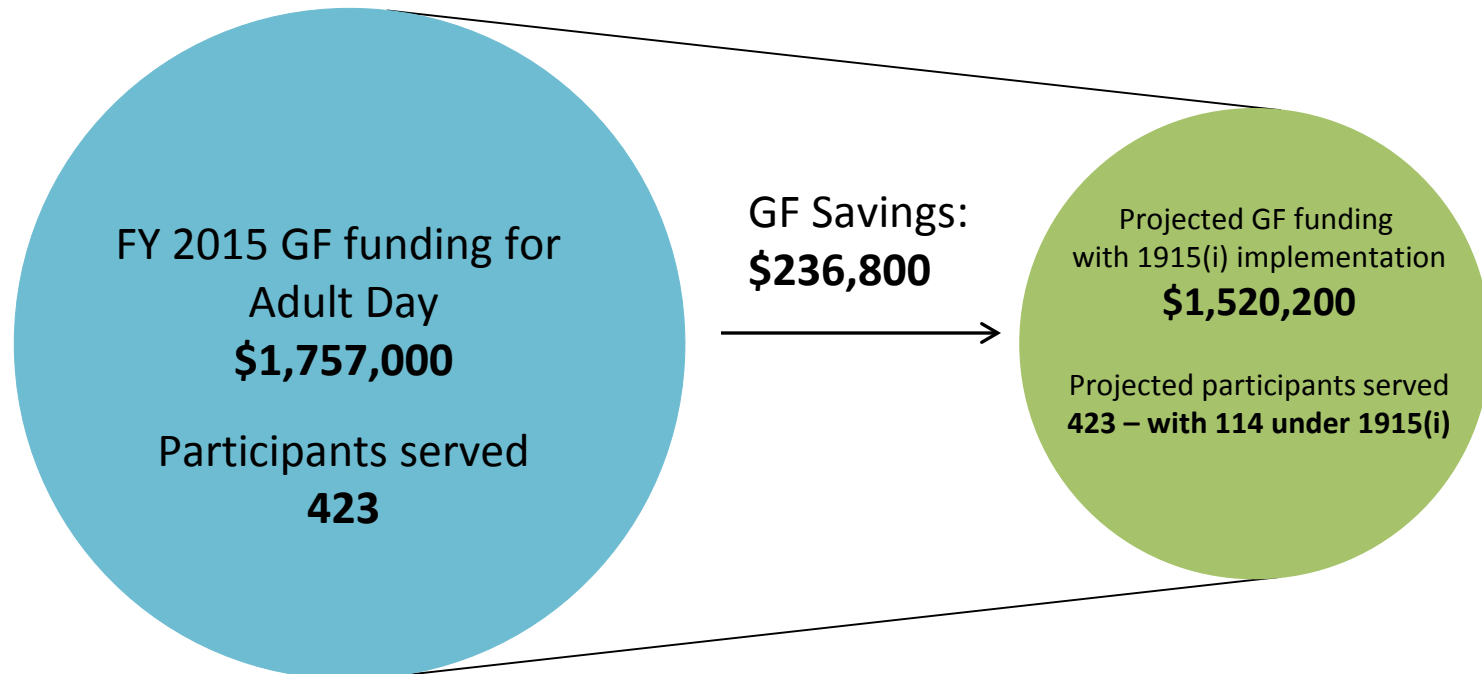 FY 2015 GF funding for
Adult Day
$1,757,000
Participants served
423
GF Savings:
$236,800
Projected GF funding
with 1915(i) implementation
$1,520,200
Projected participants served
423 – with 114 under 1915(i)